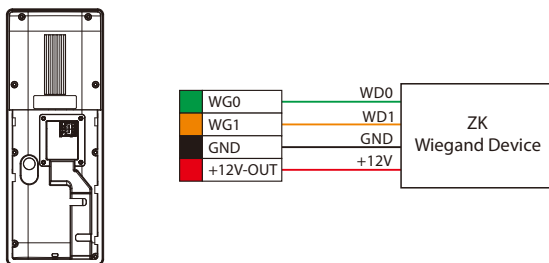 WG0
WG1
GND
+12V-OUT
WD0
WD1
GND
+12V
ZK
Wiegand Device